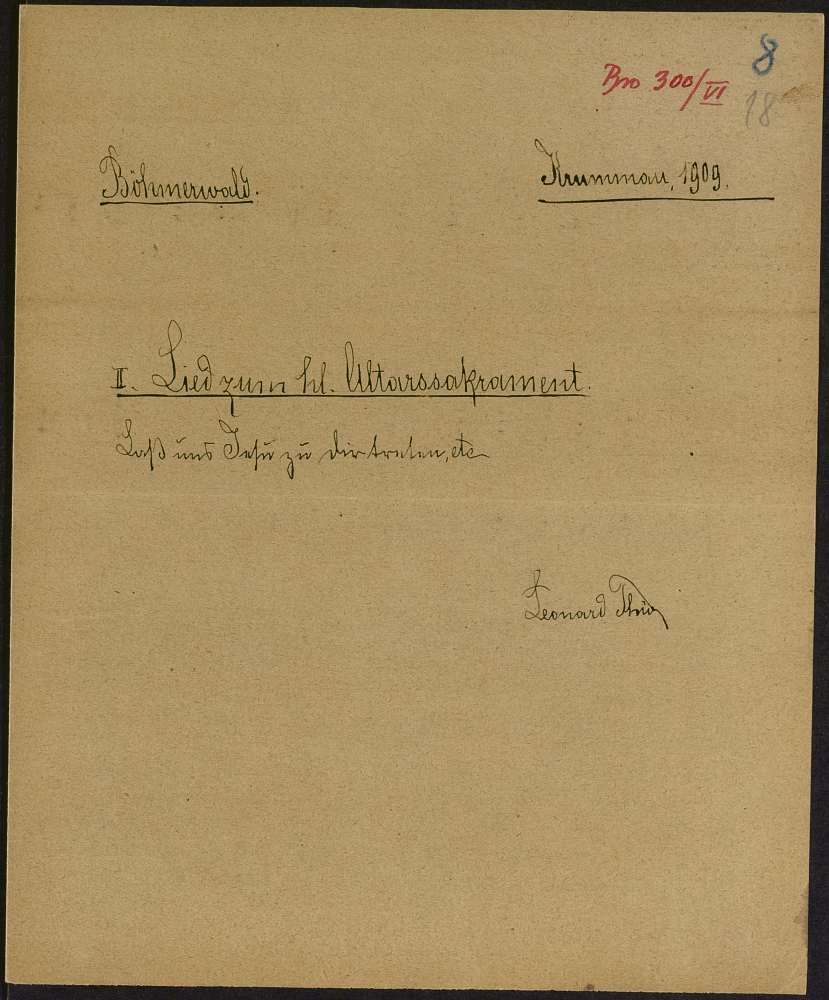 8
Bro 300/VI
18
Böhmerwald. Krummau, 1909.
II. Lied zum hl. Altarssakrament.
Laß uns Jesu zu dir treten, etc
Leonard